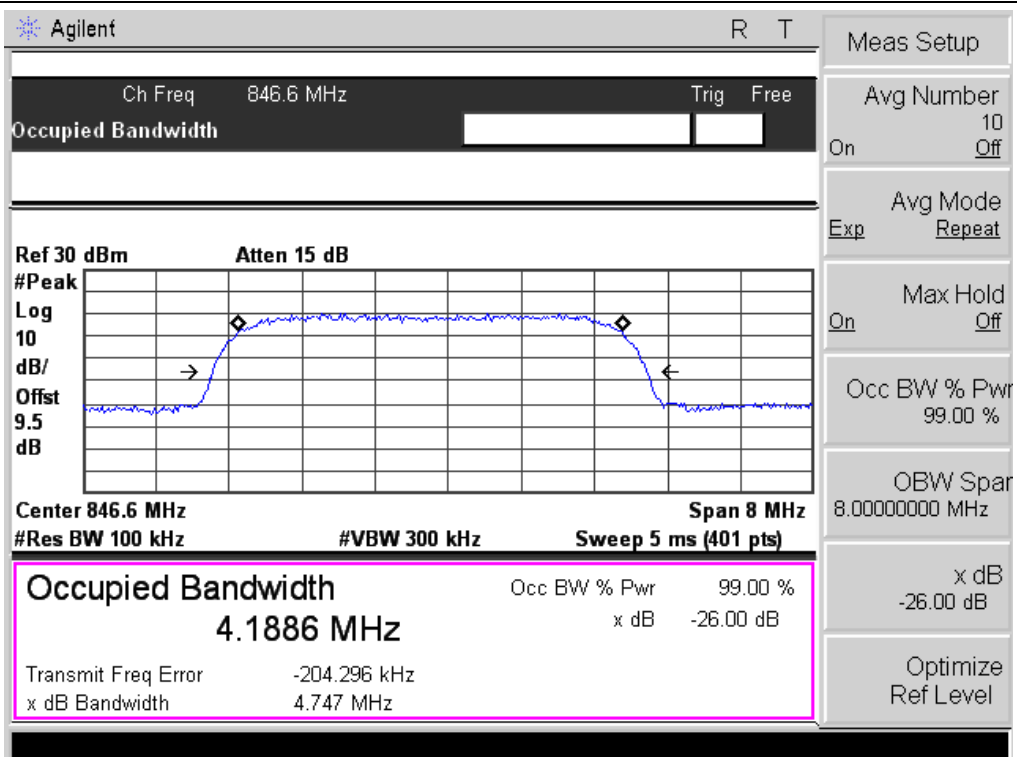 Agilent R T
Ch Freq 846.6 MHz Trig Free
Occupied Bandwidth
Ref 30 dBm Atten 15 dB
#Peak
Log
10
dB/
Offst
9.5
dB
Center 846.6 MHz Span 8 MHz
#Res BW 100 kHz #VBW 300 kHz Sweep 5 ms (401 pts)
Occupied Bandwidth
4.1886 MHz
Occ BW % Pwr 99.00 %
x dB -26.00 dB
Transmit Freq Error -204.296 kHz
x dB Bandwidth 4.747 MHz
Meas Setup
Avg Number
10
On Off
Avg Mode
Exp Repeat
Max Hold
On Off
Occ BW % Pwr
99.00 %
OBW Span
8.00000000 MHz
x dB
-26.00 dB
Optimize
Ref Level